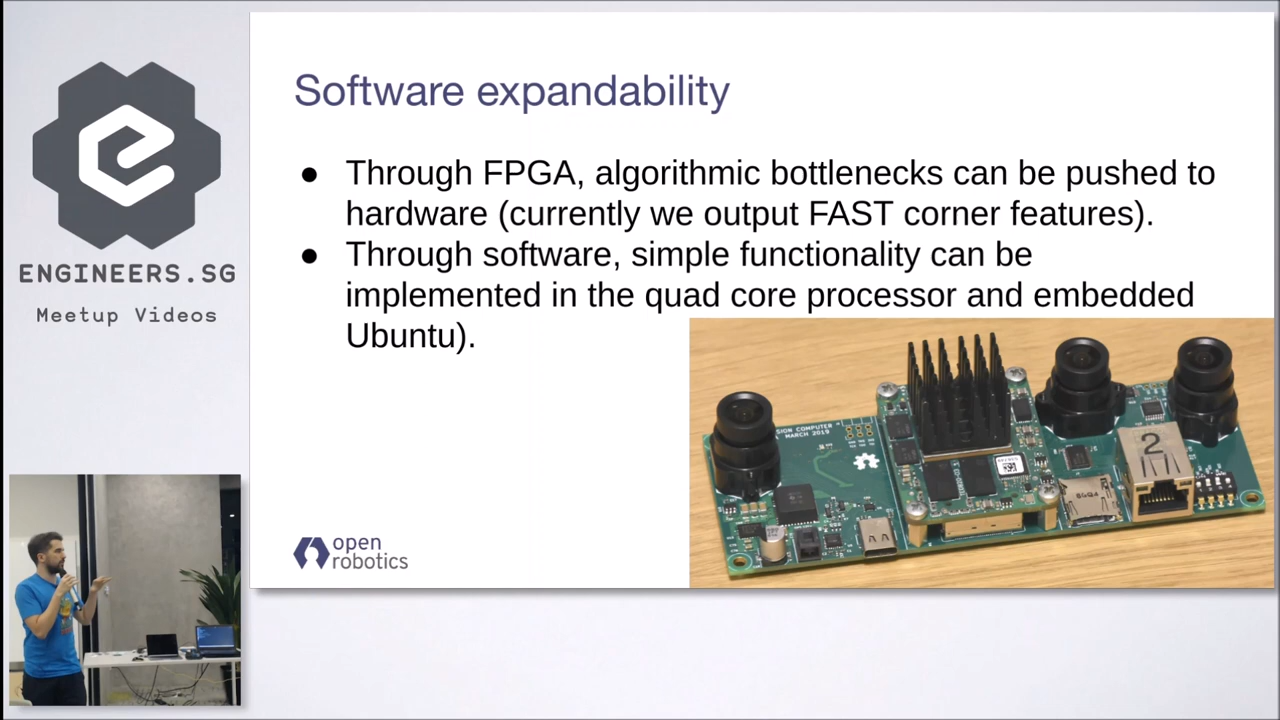 ENGINEERS.SG
Meetup Videos
Software expandability
● Through FPGA, algorithmic bottlenecks can be pushed to
hardware (currently we output FAST corner features).
● Through software, simple functionality can be
implemented in the quad core processor and embedded
Ubuntu).
SION COMPUTER
MARCH 2019
2
open
robotics